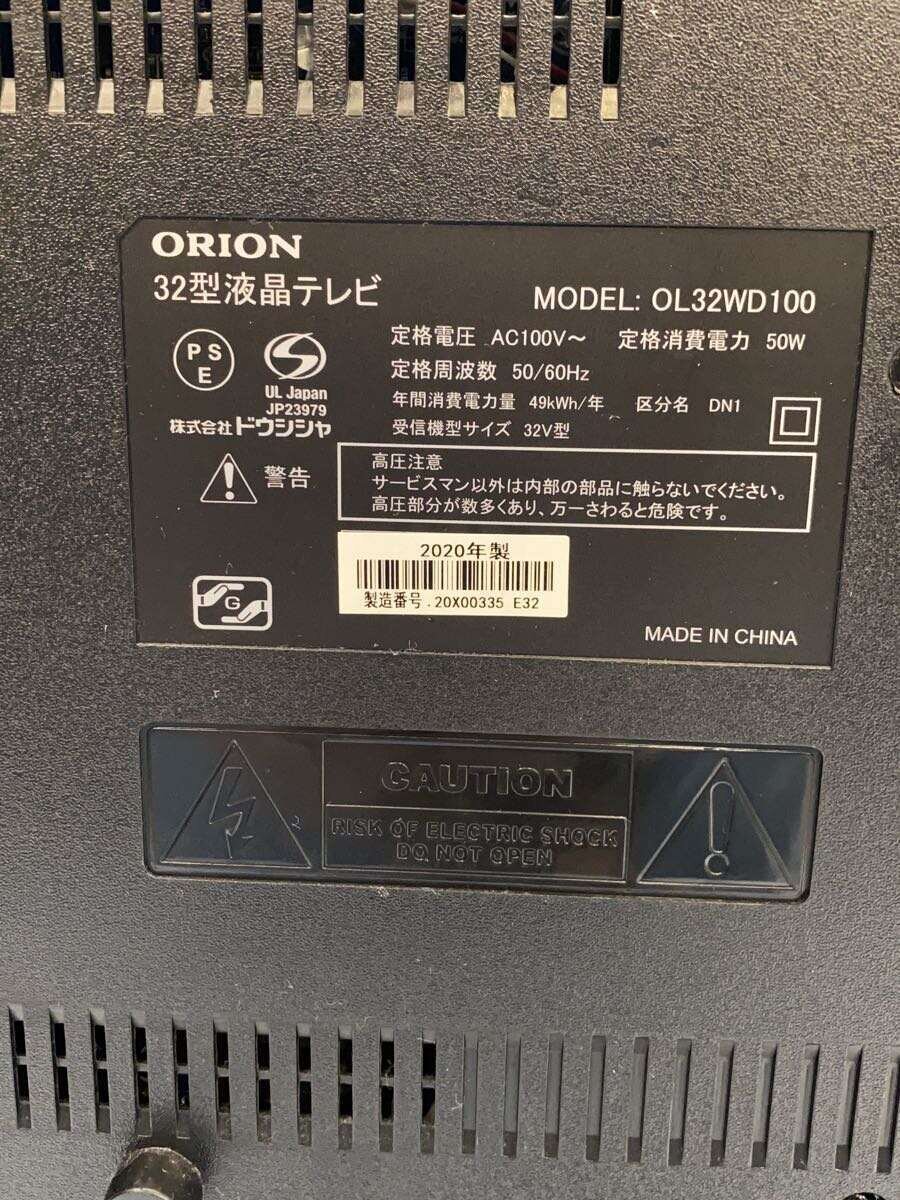 ORION
32型液晶テレビ
MODEL: OL32WD100
PS
E
UL Japan
JP23979
株式会社ドウシシャ
定格電圧 AC100V～ 定格消費電力 50W
定格周波数 50/60Hz
年間消費電力量 49kWh/年 区分名 DN1
受信機型サイズ 32V型
警告
高圧注意
サービスマン以外は内部の部品に触らないでください。
高圧部分が数多くあり、万一さわると危険です。
2020年製
製造番号.20X00335 E32
G
MADE IN CHINA
CAUTION
RISK OF ELECTRIC SHOCK
DO NOT OPEN